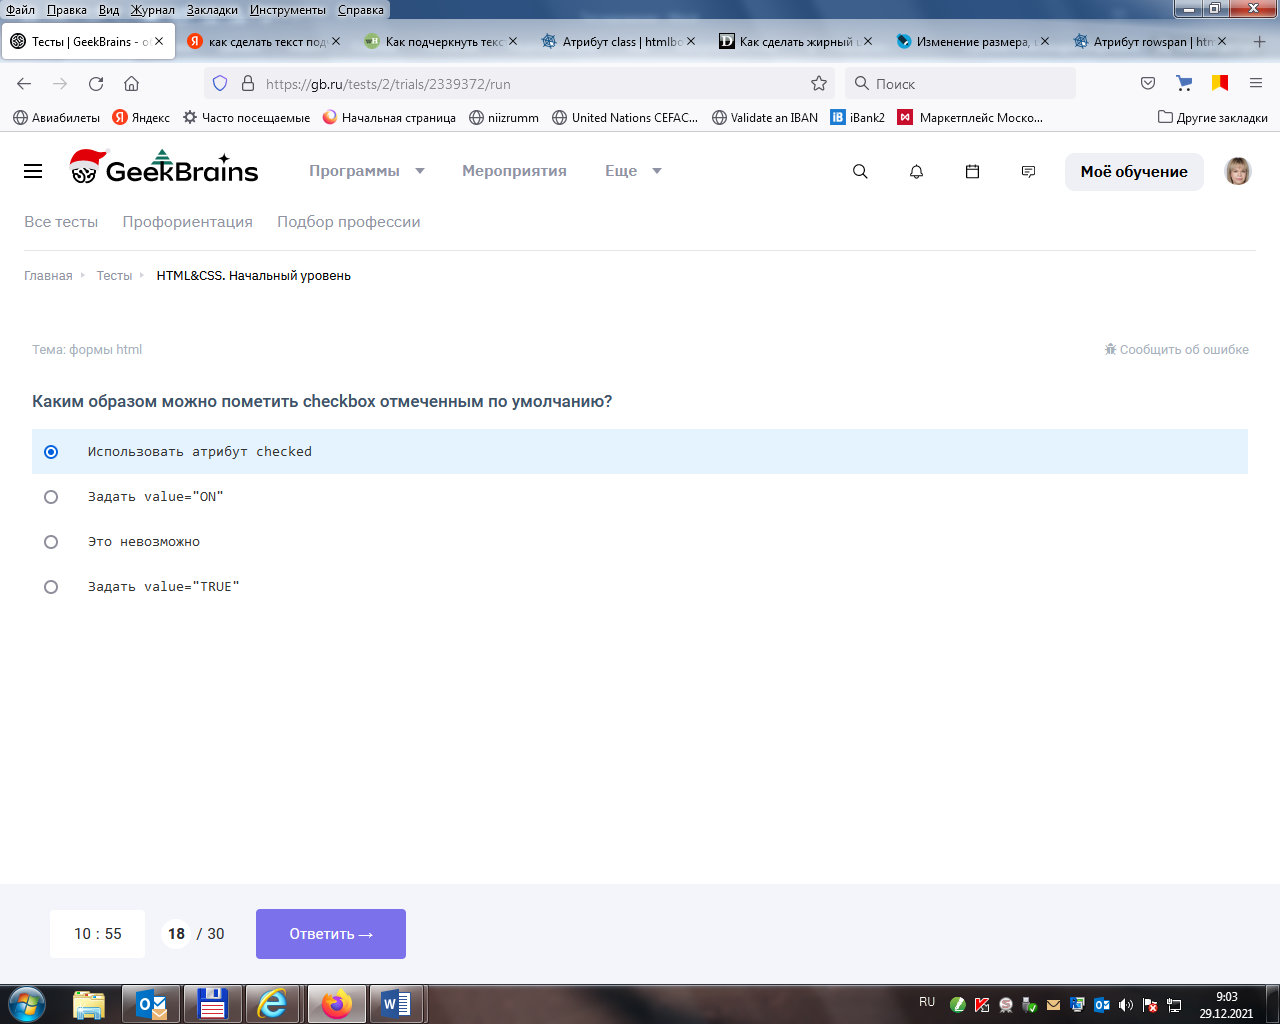 Файл Правка Вид Журнал Закладки Инструменты Справка
Тесты | GeekBrains - о
как сделать текст под
Как подчеркнуть текс
Атрибут class | htmlbo
Как сделать жирный
Изменение размера,
Атрибут rowspan | htm
https://gb.ru/tests/2/trials/2339372/run
Поиск
Авиабилеты Яндекс Часто посещаемые Начальная страница niizrumm United Nations CEFAC... Validate an IBAN iBank2 Маркетплейс Моско... Другие закладки
GeekBrains Программы Мероприятия Еще Моё обучение
Все тесты Профориентация Подбор профессии
Главная Тесты HTML&CSS. Начальный уровень
Тема: формы html Сообщить об ошибке
Каким образом можно пометить checkbox отмеченным по умолчанию?
Использовать атрибут checked
Задать value="ON"
Это невозможно
Задать value="TRUE"
10 : 55 18 / 30 Ответить →
RU 9:03
29.12.2021